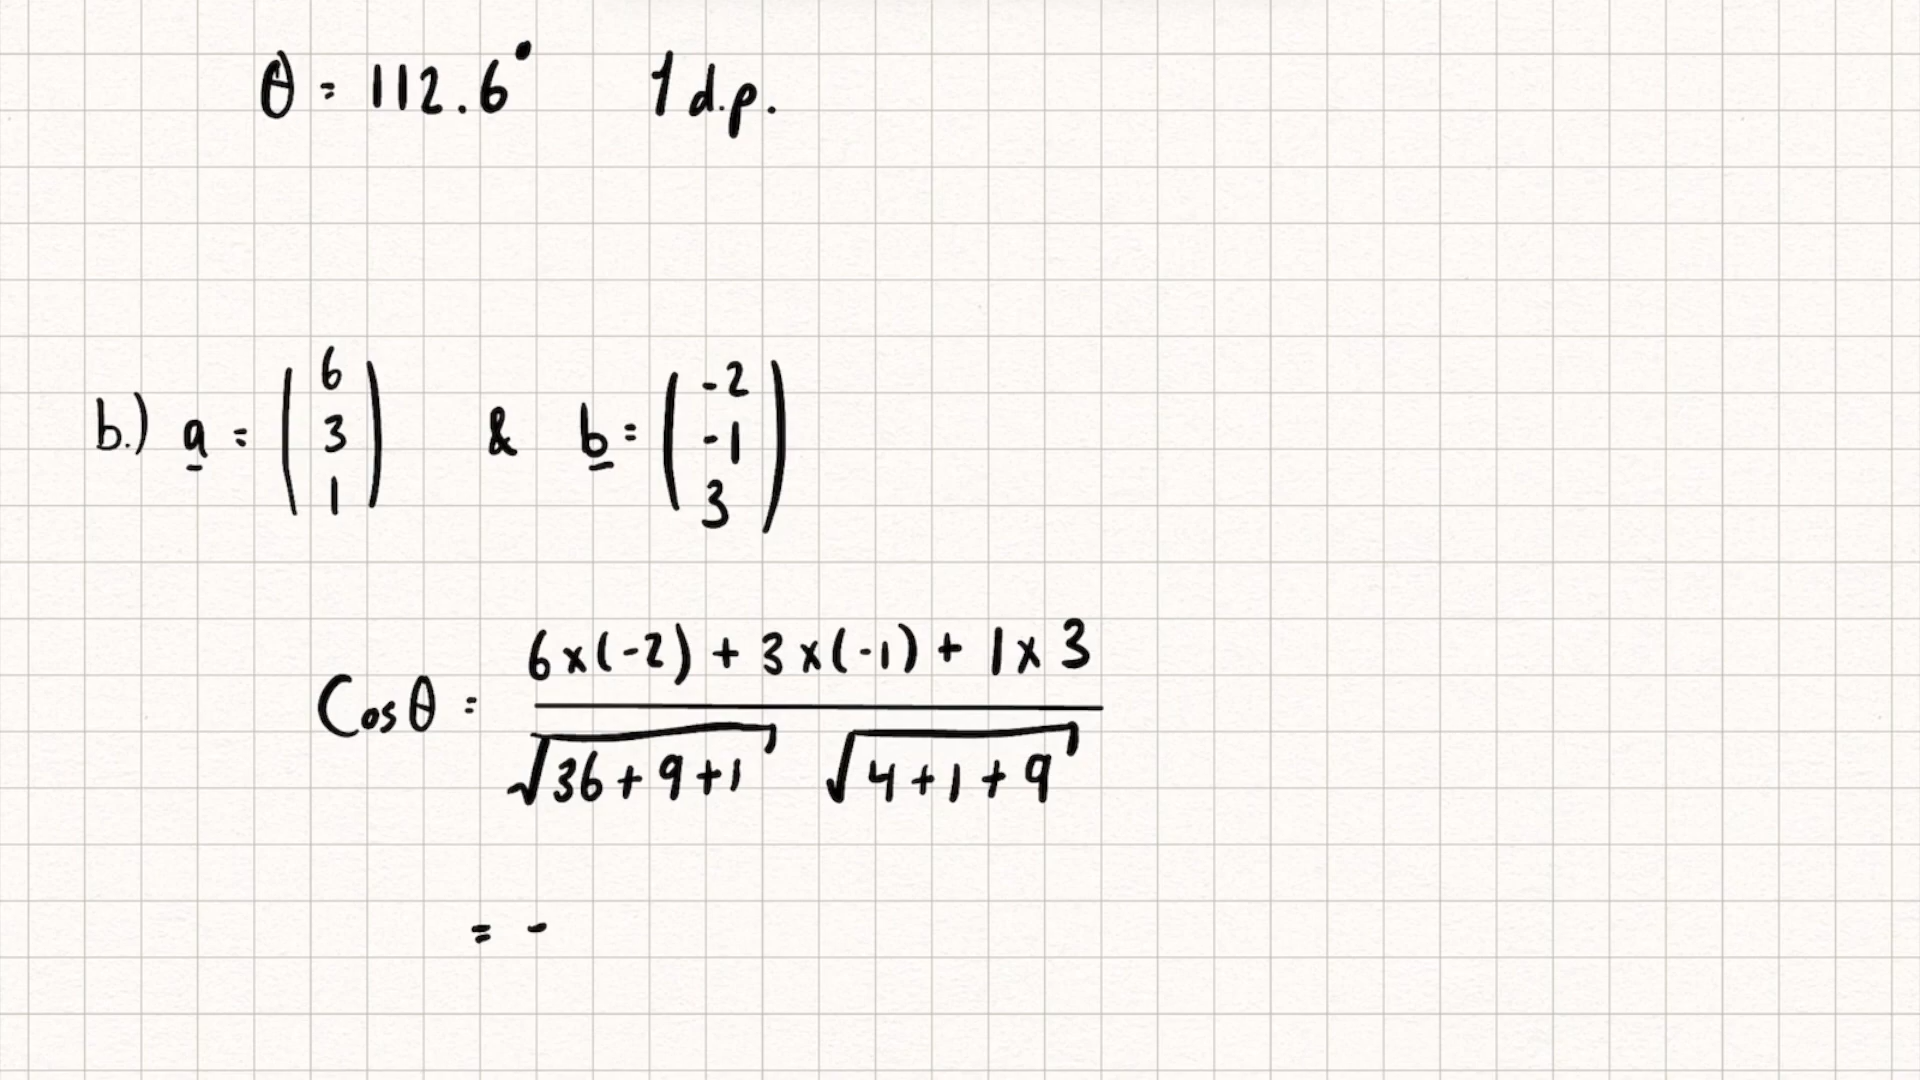 θ = 112.6° 1 d.p.
b.) a = ( 6 3 1 ) & b = ( -2 -1 3 )
Cosθ = 6×(-2) + 3×(-1) + 1×3
√36+9+1 √4+1+9
= -